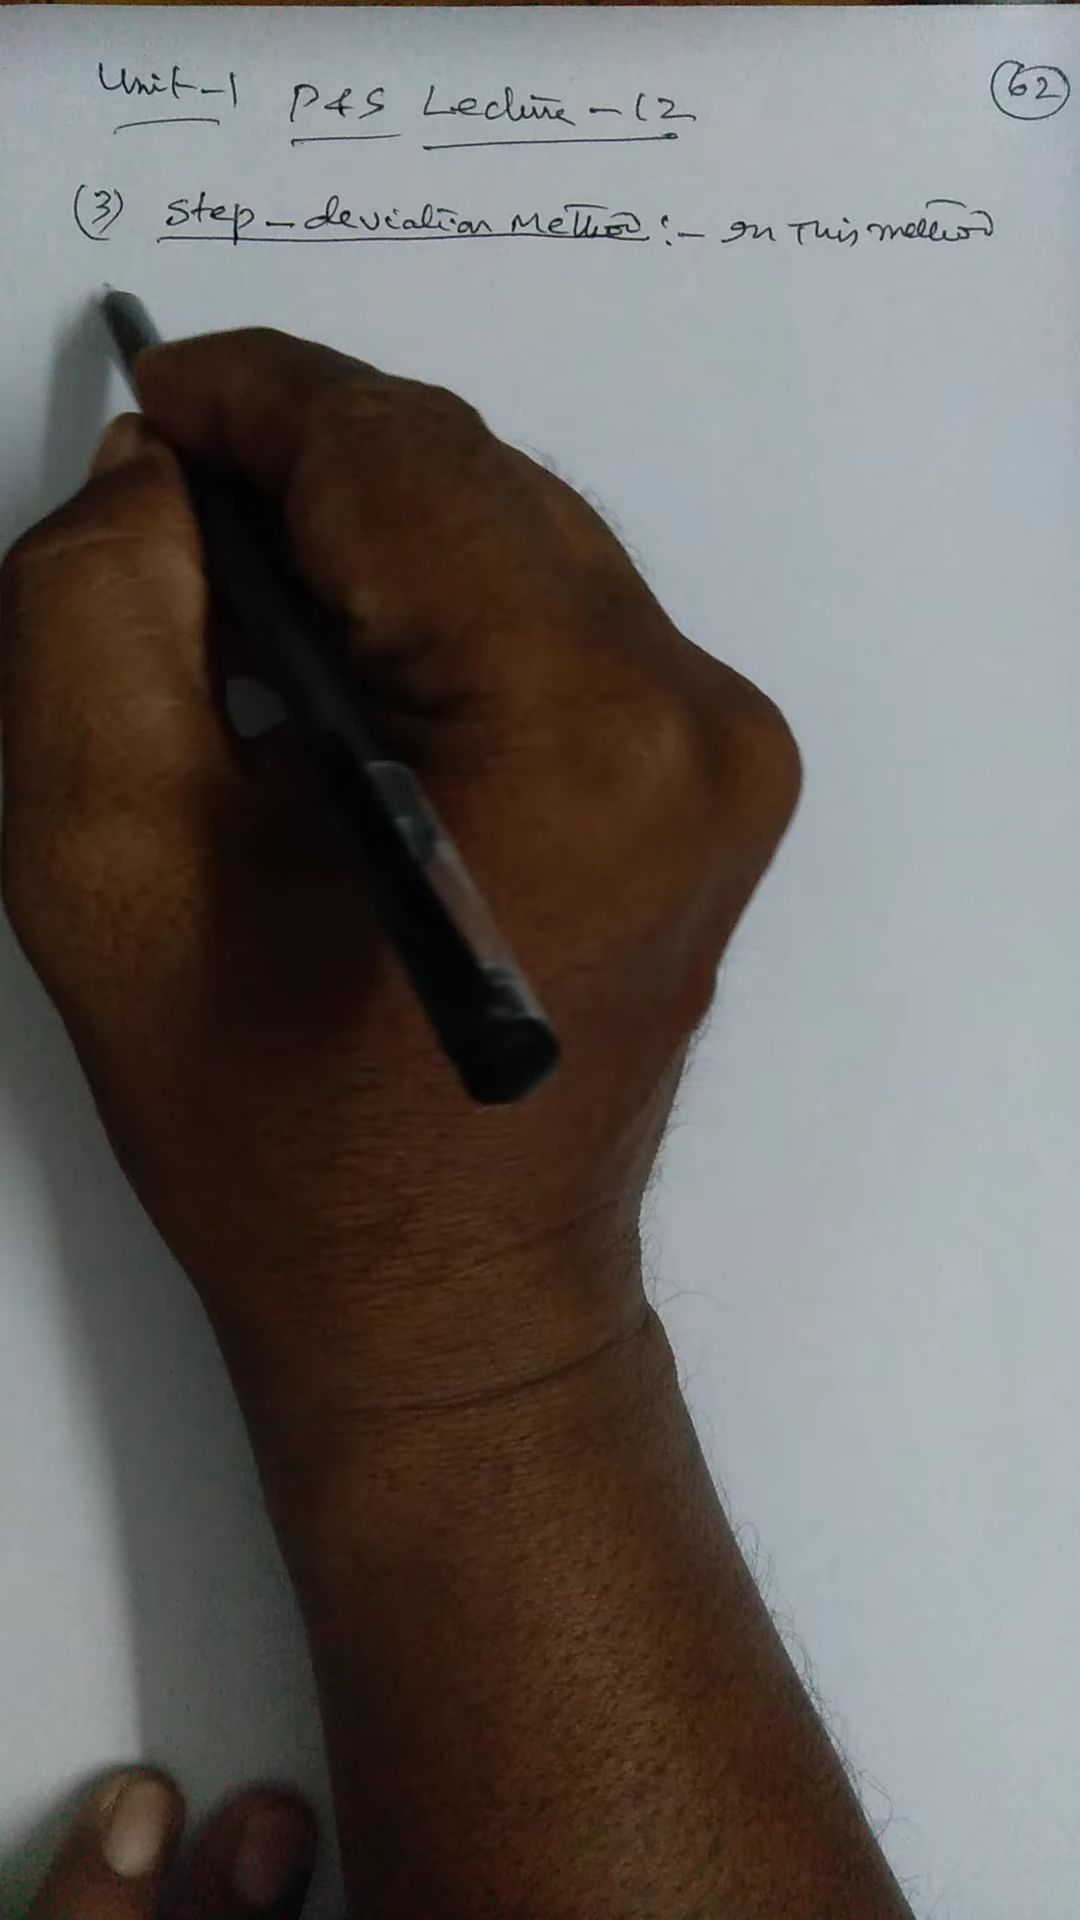 Unit-1 P&S Lecture-12 62
(3) Step-deviation Method :- In This method